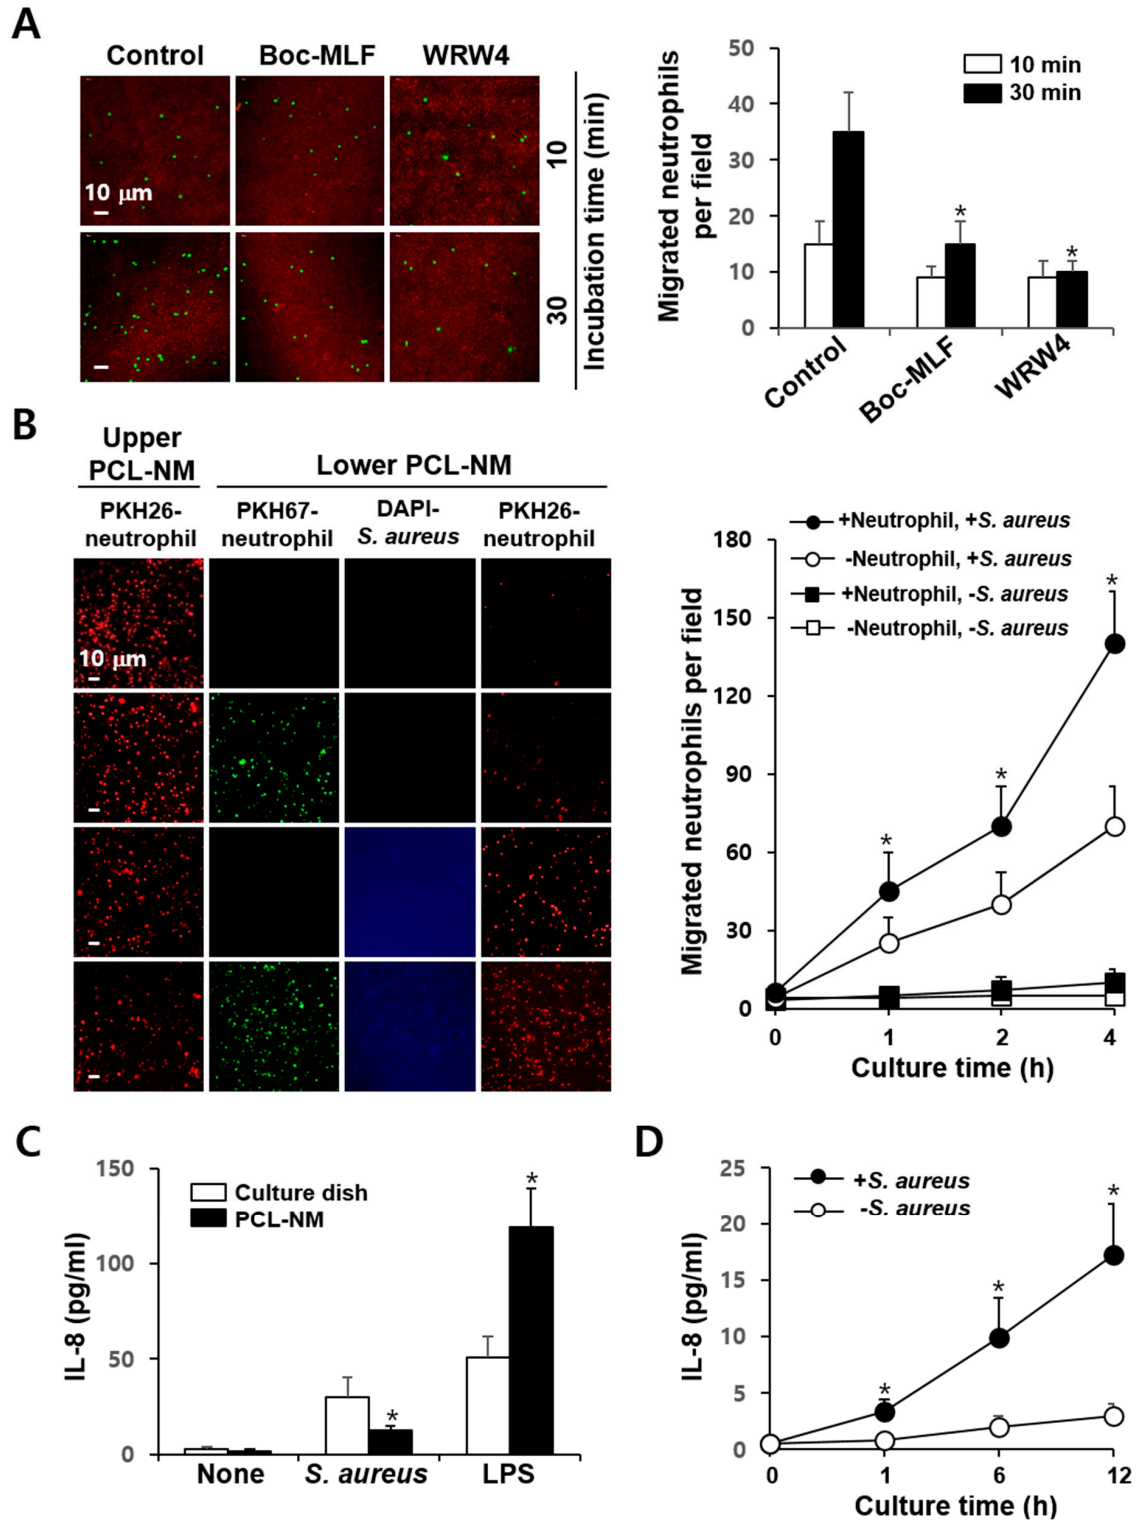 A
Control
Boc-MLF
WRW4
10 μm
10
30
Incubation time (min)
50
40
30
20
10
0
Migrated neutrophils
per field
10 min
30 min
*
*
Control
Boc-MLF
WRW4
B
Upper
PCL-NM
Lower PCL-NM
PKH26-
neutrophil
PKH67-
neutrophil
DAPI-
S. aureus
PKH26-
neutrophil
10 μm
+Neutrophil, +S. aureus
-Neutrophil, +S. aureus
+Neutrophil, -S. aureus
-Neutrophil, -S. aureus
180
150
120
90
60
30
0
Migrated neutrophils per field
*
*
*
0
1
2
4
Culture time (h)
C
150
100
50
0
IL-8 (pg/ml)
Culture dish
PCL-NM
*
*
None
S. aureus
LPS
D
25
20
15
10
5
0
IL-8 (pg/ml)
+S. aureus
-S. aureus
*
*
*
0
1
6
12
Culture time (h)